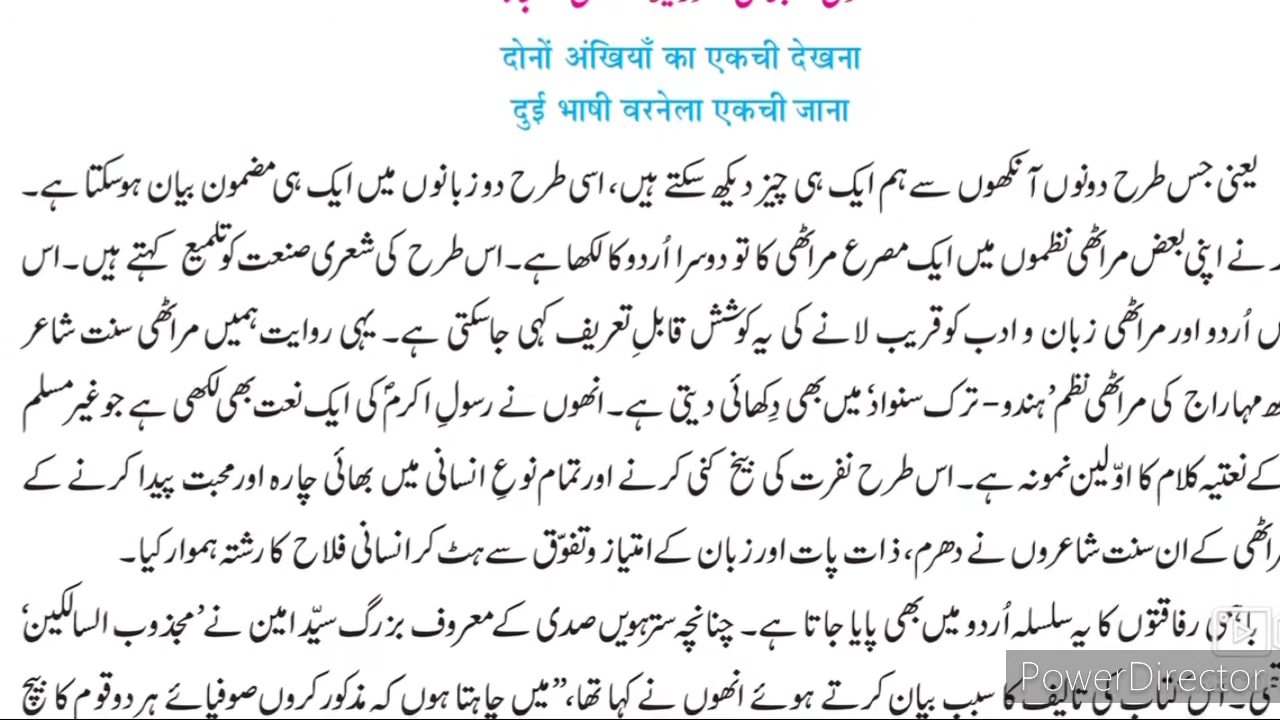 दोनों अंखियाँ का एकची देखना
दुई भाषी वरनेला एकची जाना
یعنی جس طرح دونوں آنکھوں سے ہم ایک ہی چیز دیکھ سکتے ہیں، اسی طرح دو زبانوں میں ایک ہی مضمون بیان ہوسکتا ہے۔
نے اپنی بعض مراٹھی نظموں میں ایک مصرع مراٹھی کا تو دوسرا اُردو کا لکھا ہے۔ اس طرح کی شعری صنعت کو تلمیع کہتے ہیں۔ اس
اُردو اور مراٹھی زبان و ادب کو قریب لانے کی یہ کوشش قابلِ تعریف کہی جاسکتی ہے۔ یہی روایت ہمیں مراٹھی سنت شاعر
مہاراج کی مراٹھی نظم ’ہندو - ترک سنواد‘ میں بھی دِکھائی دیتی ہے۔ انھوں نے رسولِ اکرمؐ کی ایک نعت بھی لکھی ہے جو غیر مسلم
کے نعتیہ کلام کا اوّلین نمونہ ہے۔ اس طرح نفرت کی بیخ کنی کرنے اور تمام نوعِ انسانی میں بھائی چارہ اور محبت پیدا کرنے کے
کے ان سنت شاعروں نے دھرم، ذات پات اور زبان کے امتیاز و تفوّق سے ہٹ کر انسانی فلاح کا رشتہ ہموار کیا۔
باہمی رفاقتوں کا یہ سلسلہ اُردو میں بھی پایا جاتا ہے۔ چنانچہ سترہویں صدی کے معروف بزرگ سیّد امین نے ’مجذوب السالکین‘
اس کتاب کی تالیف کا سبب بیان کرتے ہوئے انھوں نے کہا تھا، ”میں چاہتا ہوں کہ مذکور کروں صوفیائے ہر دو قوم کا بیچ
PowerDirector